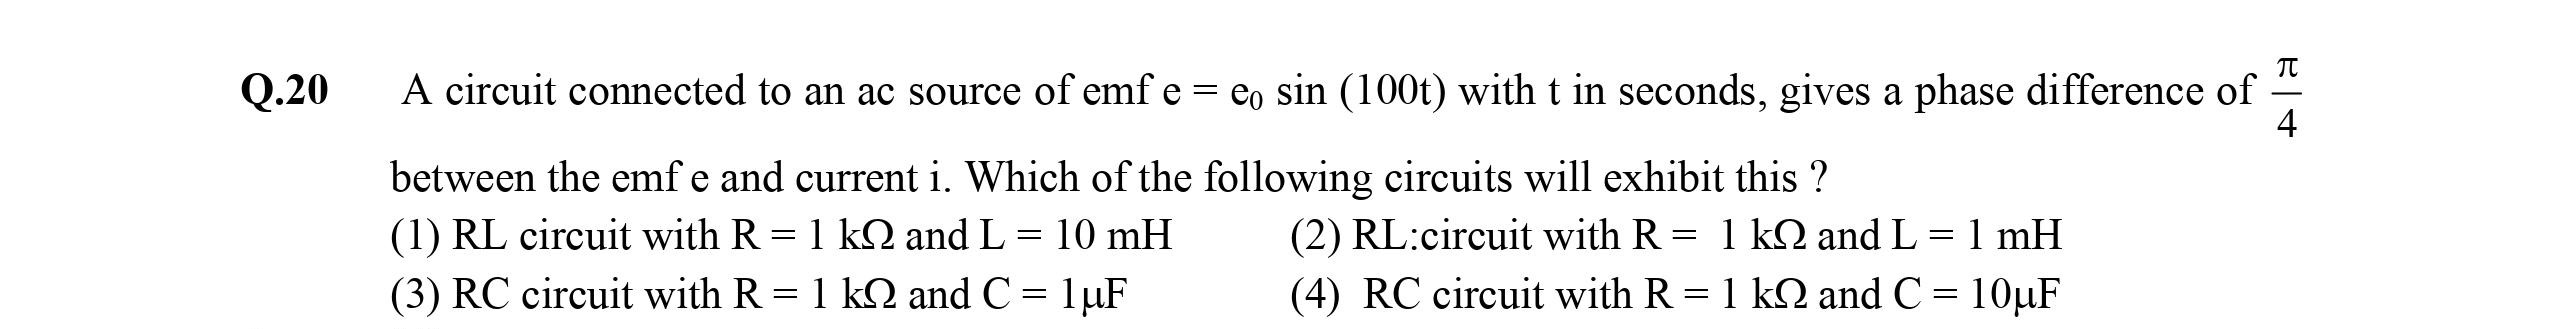 Q.20 A circuit connected to an ac source of emf e = e₀ sin (100t) with t in seconds, gives a phase difference of π/4
between the emf e and current i. Which of the following circuits will exhibit this ?
(1) RL circuit with R = 1 kΩ and L = 10 mH (2) RL:circuit with R = 1 kΩ and L = 1 mH
(3) RC circuit with R = 1 kΩ and C = 1μF (4) RC circuit with R = 1 kΩ and C = 10μF